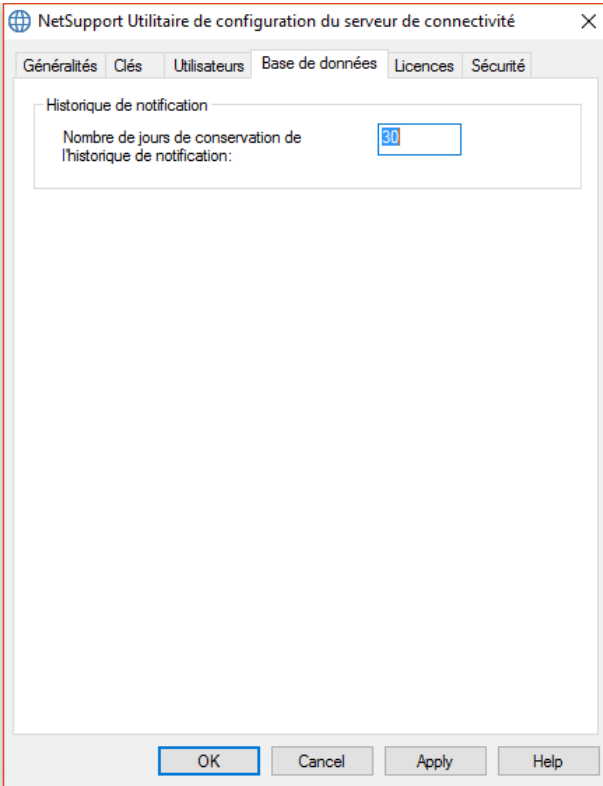 NetSupport Utilitaire de configuration du serveur de connectivité
Généralités Clés Utilisateurs Base de données Licences Sécurité
Historique de notification
Nombre de jours de conservation de
l'historique de notification:
30
OK Cancel Apply Help